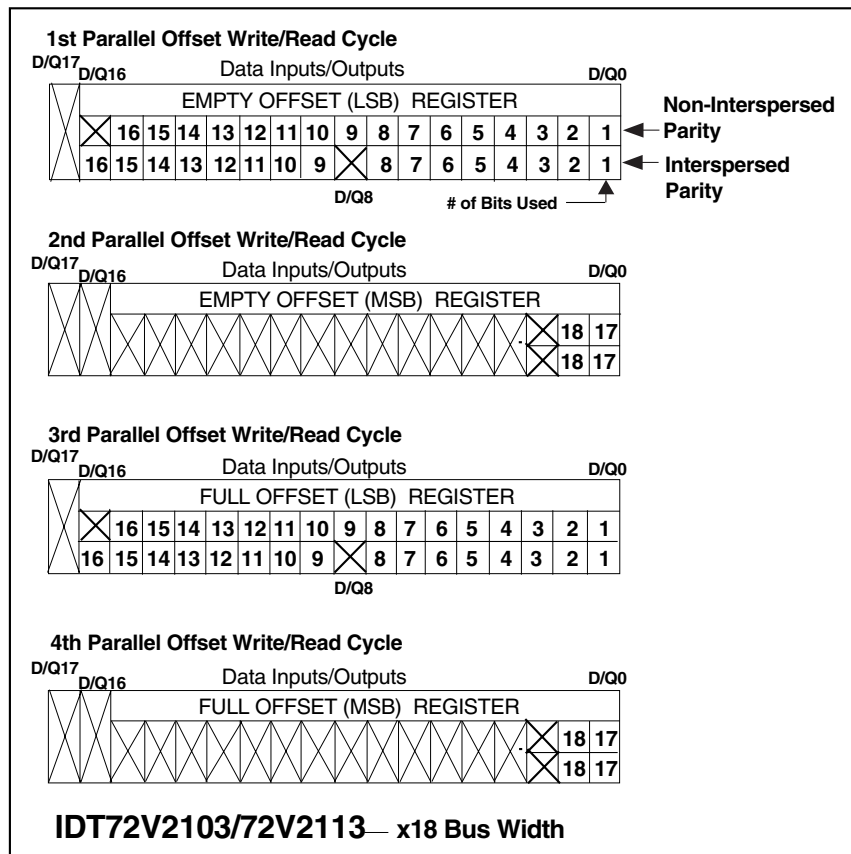 1st Parallel Offset Write/Read Cycle
D/Q17 D/Q16 Data Inputs/Outputs D/Q0
EMPTY OFFSET (LSB) REGISTER
16 15 14 13 12 11 10 9 8 7 6 5 4 3 2 1 Non-Interspersed Parity
16 15 14 13 12 11 10 9 8 7 6 5 4 3 2 1 Interspersed Parity
D/Q8 # of Bits Used
2nd Parallel Offset Write/Read Cycle
D/Q17 D/Q16 Data Inputs/Outputs D/Q0
EMPTY OFFSET (MSB) REGISTER
18 17
18 17
3rd Parallel Offset Write/Read Cycle
D/Q17 D/Q16 Data Inputs/Outputs D/Q0
FULL OFFSET (LSB) REGISTER
16 15 14 13 12 11 10 9 8 7 6 5 4 3 2 1
16 15 14 13 12 11 10 9 8 7 6 5 4 3 2 1
D/Q8
4th Parallel Offset Write/Read Cycle
D/Q17 D/Q16 Data Inputs/Outputs D/Q0
FULL OFFSET (MSB) REGISTER
18 17
18 17
IDT72V2103/72V2113— x18 Bus Width